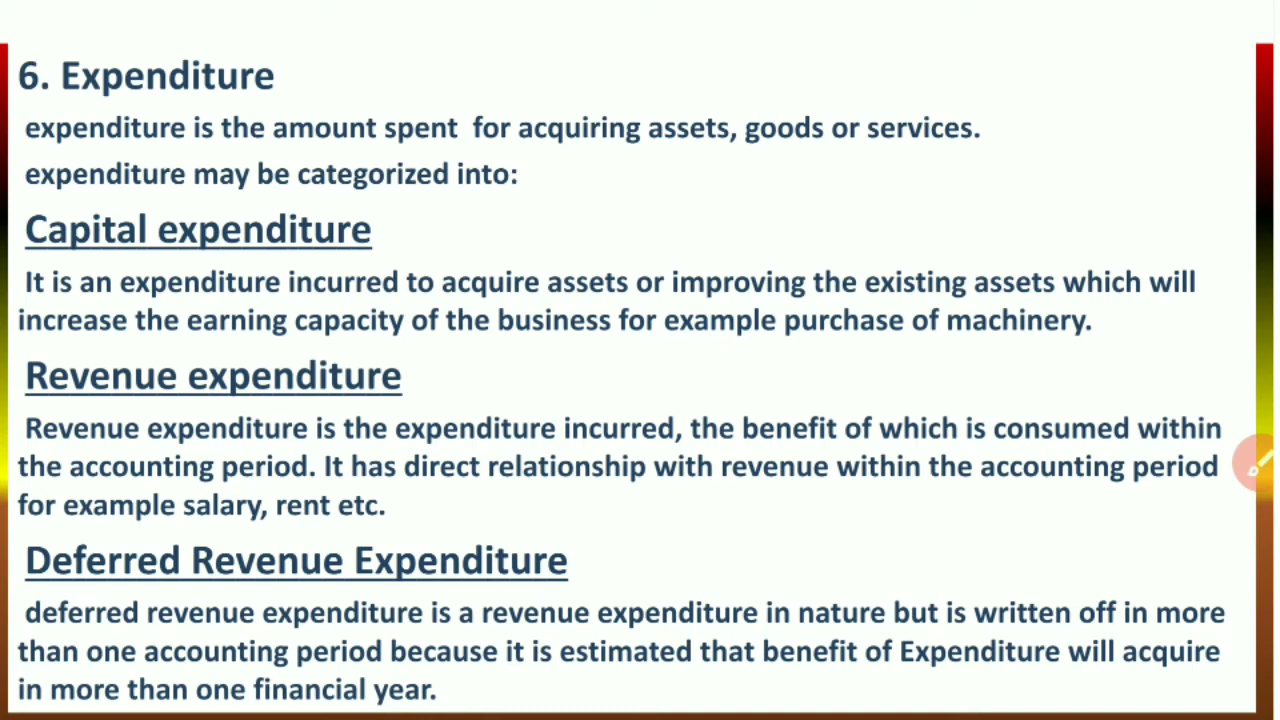 6. Expenditure
expenditure is the amount spent for acquiring assets, goods or services.
expenditure may be categorized into:
Capital expenditure
It is an expenditure incurred to acquire assets or improving the existing assets which will
increase the earning capacity of the business for example purchase of machinery.
Revenue expenditure
Revenue expenditure is the expenditure incurred, the benefit of which is consumed within
the accounting period. It has direct relationship with revenue within the accounting period
for example salary, rent etc.
Deferred Revenue Expenditure
deferred revenue expenditure is a revenue expenditure in nature but is written off in more
than one accounting period because it is estimated that benefit of Expenditure will acquire
in more than one financial year.